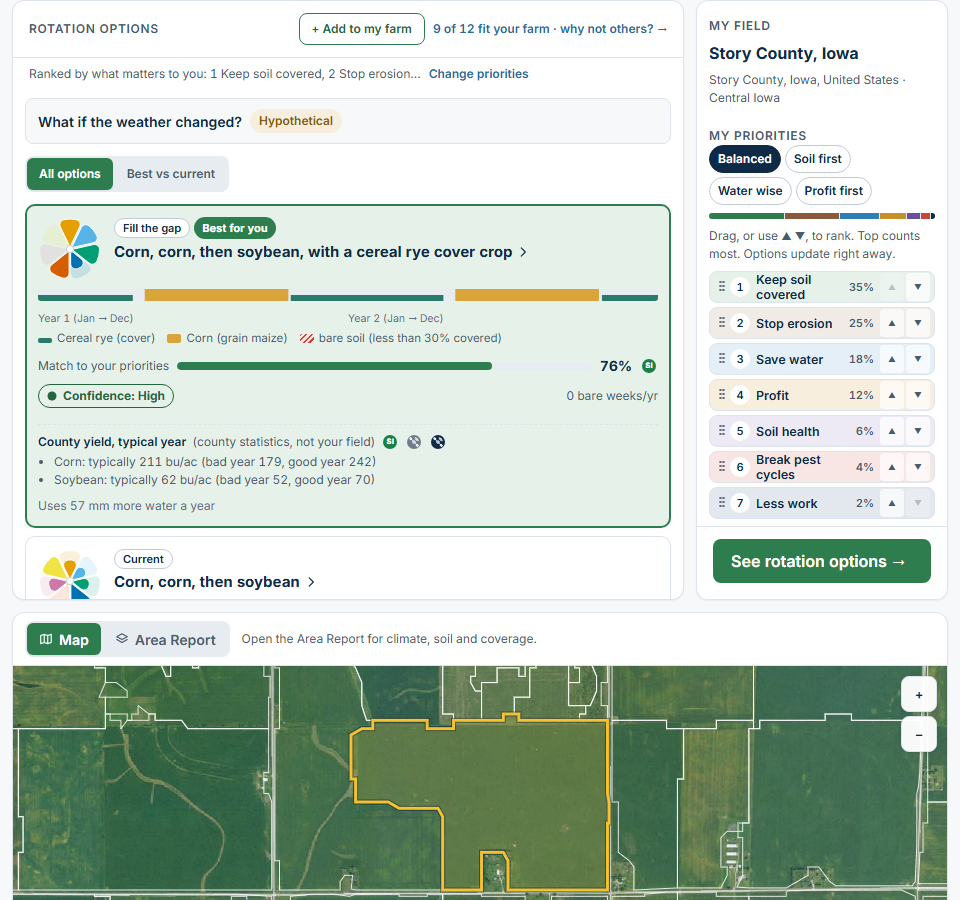 ROTATION OPTIONS
+ Add to my farm
9 of 12 fit your farm · why not others? →
Ranked by what matters to you: 1 Keep soil covered, 2 Stop erosion... Change priorities
What if the weather changed? Hypothetical
All options
Best vs current
Fill the gap
Best for you
Corn, corn, then soybean, with a cereal rye cover crop >
Year 1 (Jan → Dec)
Year 2 (Jan → Dec)
Cereal rye (cover)
Corn (grain maize)
bare soil (less than 30% covered)
Match to your priorities
76%
SI
Confidence: High
0 bare weeks/yr
County yield, typical year (county statistics, not your field) SI
• Corn: typically 211 bu/ac (bad year 179, good year 242)
• Soybean: typically 62 bu/ac (bad year 52, good year 70)
Uses 57 mm more water a year
Current
Corn, corn, then soybean >
MY FIELD
Story County, Iowa
Story County, Iowa, United States ·
Central Iowa
MY PRIORITIES
Balanced
Soil first
Water wise
Profit first
Drag, or use ▲ ▼, to rank. Top counts
most. Options update right away.
1 Keep soil
covered 35% ▲ ▼
2 Stop erosion 25% ▲ ▼
3 Save water 18% ▲ ▼
4 Profit 12% ▲ ▼
5 Soil health 6% ▲ ▼
6 Break pest
cycles 4% ▲ ▼
7 Less work 2% ▲ ▼
See rotation options →
Map
Area Report
Open the Area Report for climate, soil and coverage.
+
−